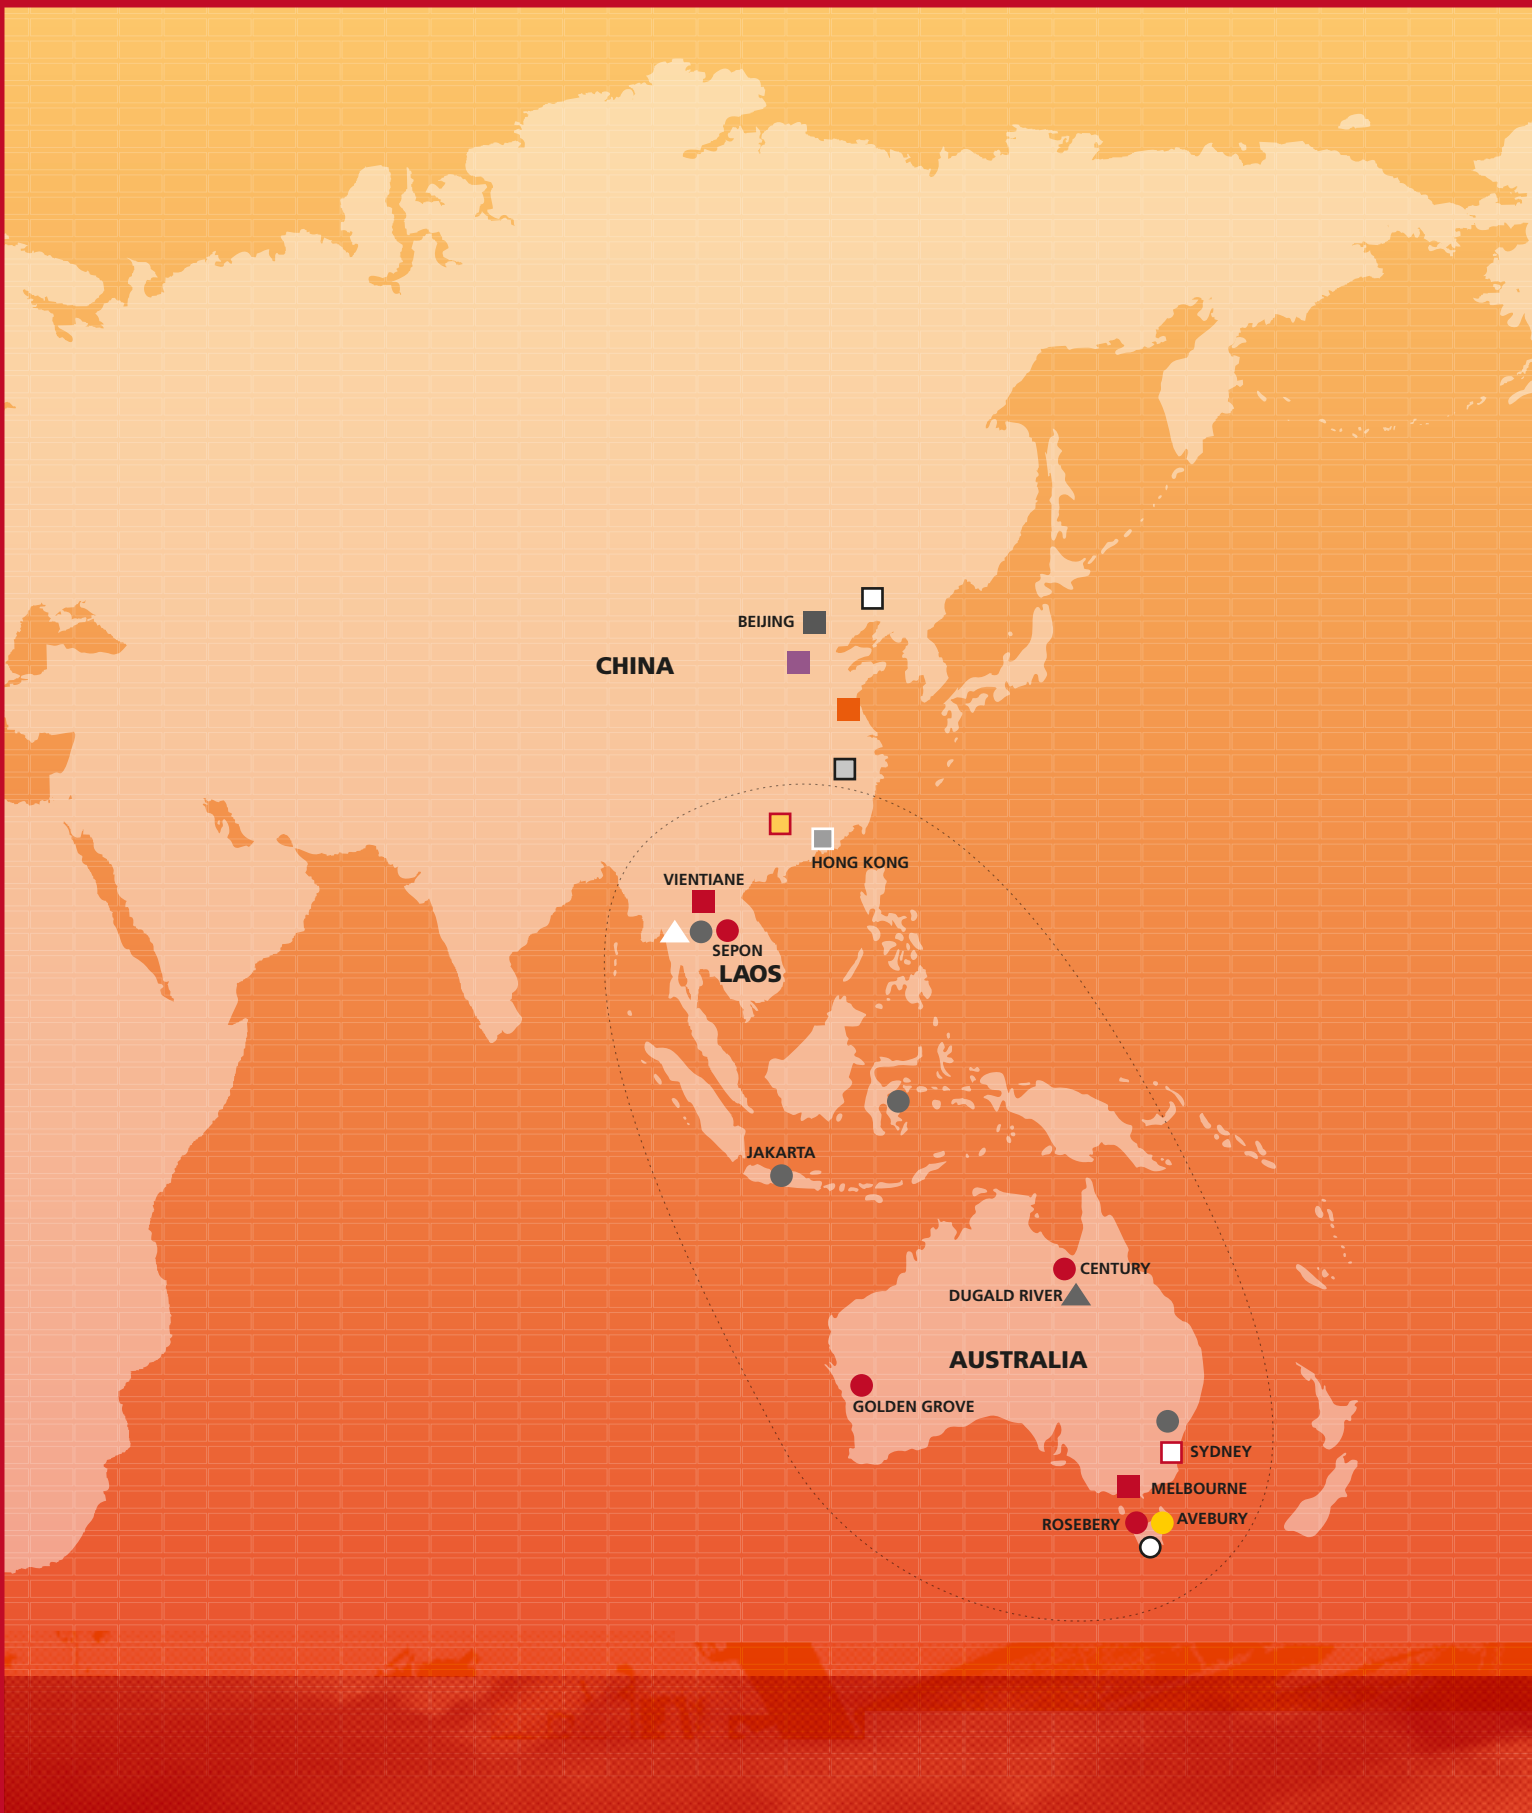 BEIJING
CHINA
HONG KONG
VIENTIANE
SEPON
LAOS
JAKARTA
CENTURY
DUGALD RIVER
AUSTRALIA
GOLDEN GROVE
SYDNEY
MELBOURNE
ROSEBERY
AVEBURY